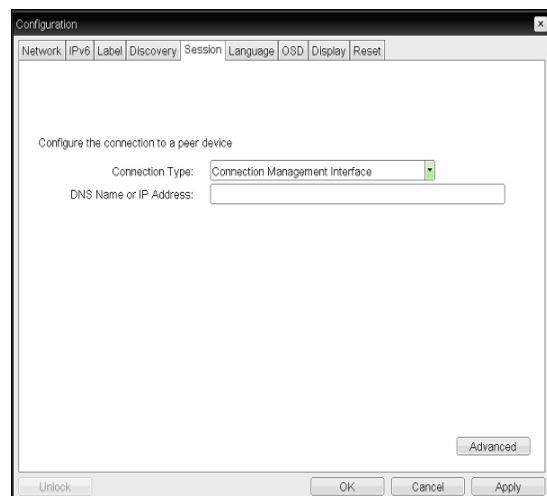 Configuration
Network IPv6 Label Discovery Session Language OSD Display Reset
Configure the connection to a peer device
Connection Type: Connection Management Interface
DNS Name or IP Address:
Advanced
Unlock OK Cancel Apply